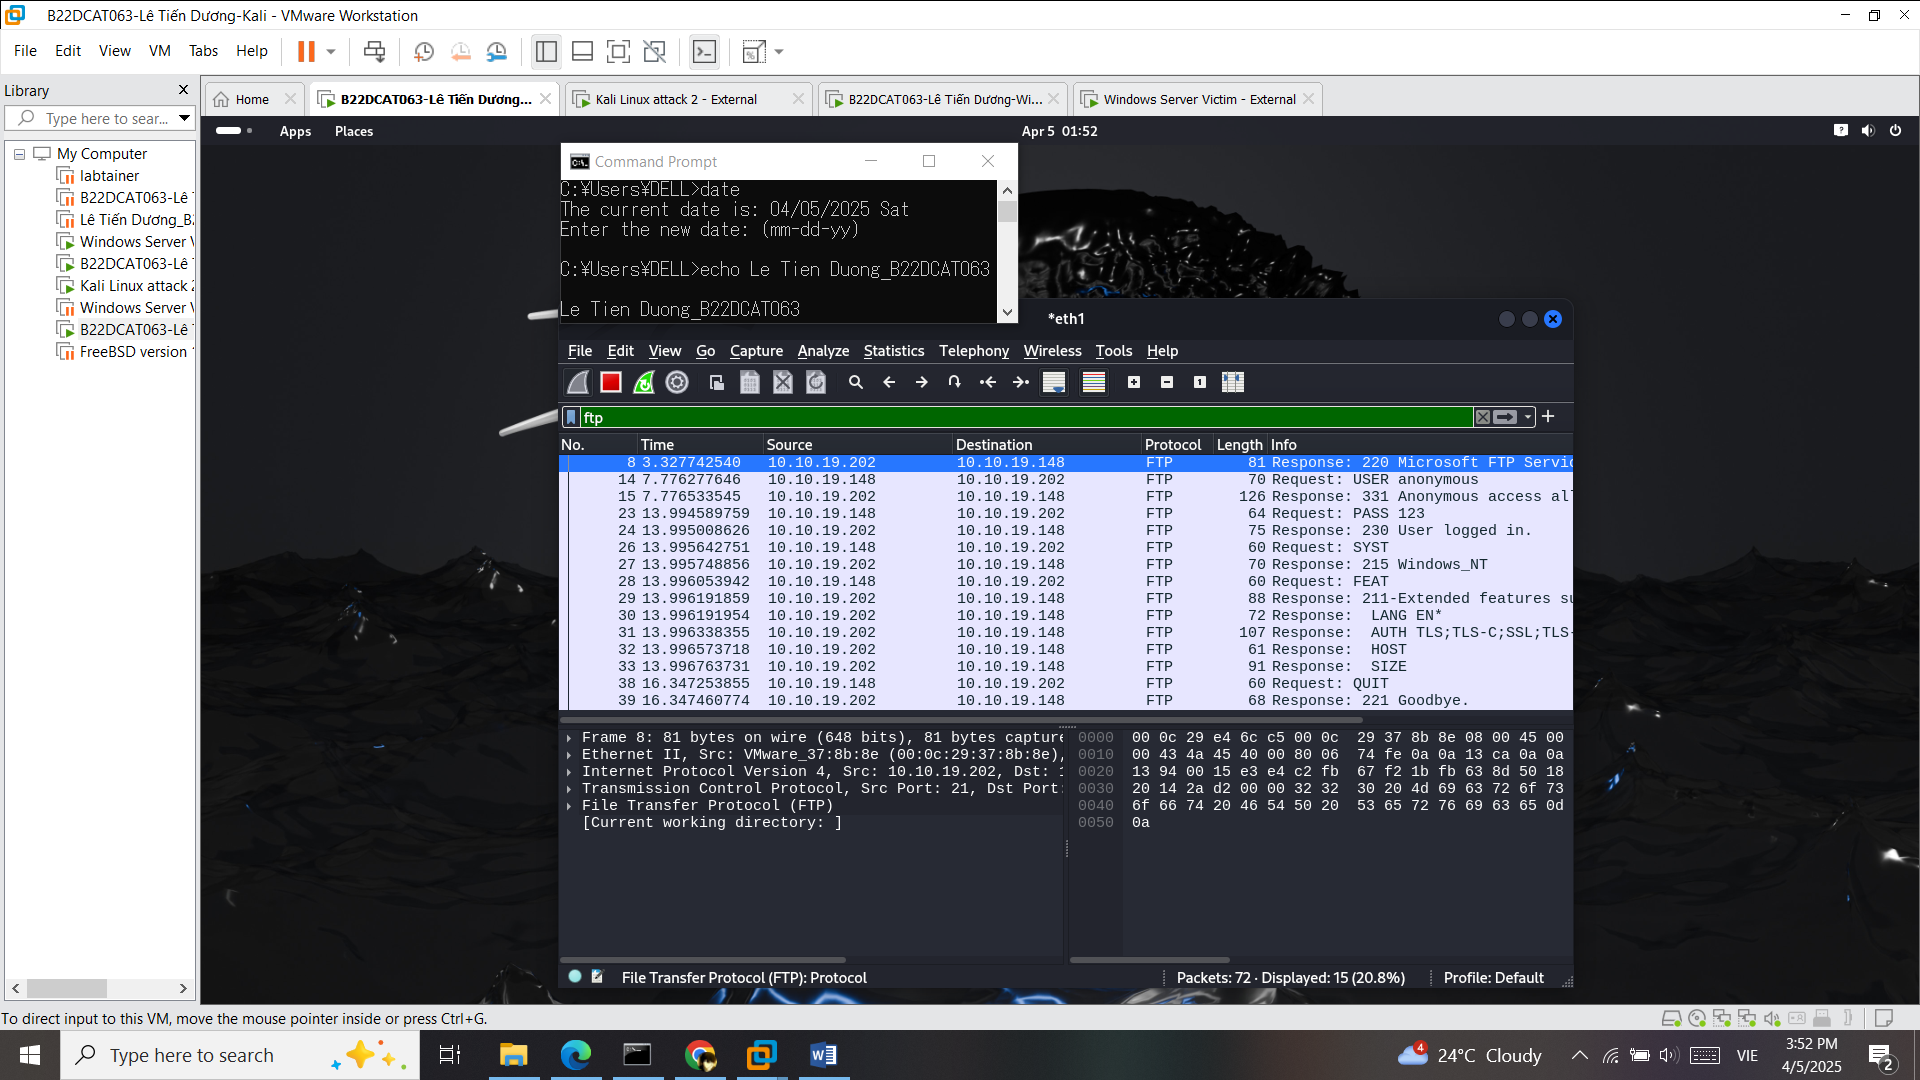 B22DCAT063-Lê Tiến Dương-Kali - VMware Workstation
File Edit View VM Tabs Help
Library
Type here to sear...
My Computer
labtainer
B22DCAT063-Lê
Lê Tiến Dương_B2
Windows Server V
B22DCAT063-Lê
Kali Linux attack 2
Windows Server V
B22DCAT063-Lê
FreeBSD version
Home
B22DCAT063-Lê Tiến Dương...
Kali Linux attack 2 - External
B22DCAT063-Lê Tiến Dương-Wi...
Windows Server Victim - External
Apps Places
Apr 5 01:52
Command Prompt
C:¥Users¥DELL>date
The current date is: 04/05/2025 Sat
Enter the new date: (mm-dd-yy)
C:¥Users¥DELL>echo Le Tien Duong_B22DCAT063
Le Tien Duong_B22DCAT063
*eth1
File Edit View Go Capture Analyze Statistics Telephony Wireless Tools Help
ftp
No. Time Source Destination Protocol Length Info
8 3.327742540 10.10.19.202 10.10.19.148 FTP 81 Response: 220 Microsoft FTP Servic
14 7.776277646 10.10.19.148 10.10.19.202 FTP 70 Request: USER anonymous
15 7.776533545 10.10.19.202 10.10.19.148 FTP 126 Response: 331 Anonymous access al
23 13.994589759 10.10.19.148 10.10.19.202 FTP 64 Request: PASS 123
24 13.995008626 10.10.19.202 10.10.19.148 FTP 75 Response: 230 User logged in.
26 13.995642751 10.10.19.148 10.10.19.202 FTP 60 Request: SYST
27 13.995748856 10.10.19.202 10.10.19.148 FTP 70 Response: 215 Windows_NT
28 13.996053942 10.10.19.148 10.10.19.202 FTP 60 Request: FEAT
29 13.996191859 10.10.19.202 10.10.19.148 FTP 88 Response: 211-Extended features su
30 13.996191954 10.10.19.202 10.10.19.148 FTP 72 Response: LANG EN*
31 13.996338355 10.10.19.202 10.10.19.148 FTP 107 Response: AUTH TLS;TLS-C;SSL;TLS-
32 13.996573718 10.10.19.202 10.10.19.148 FTP 61 Response: HOST
33 13.996763731 10.10.19.202 10.10.19.148 FTP 91 Response: SIZE
38 16.347253855 10.10.19.148 10.10.19.202 FTP 60 Request: QUIT
39 16.347460774 10.10.19.202 10.10.19.148 FTP 68 Response: 221 Goodbye.
Frame 8: 81 bytes on wire (648 bits), 81 bytes capture
Ethernet II, Src: VMware_37:8b:8e (00:0c:29:37:8b:8e),
Internet Protocol Version 4, Src: 10.10.19.202, Dst: 1
Transmission Control Protocol, Src Port: 21, Dst Port:
File Transfer Protocol (FTP)
[Current working directory: ]
0000 00 0c 29 e4 6c c5 00 0c 29 37 8b 8e 08 00 45 00
0010 00 43 4a 45 40 00 80 06 74 fe 0a 0a 13 ca 0a 0a
0020 13 94 00 15 e3 e4 c2 fb 67 f2 1b fb 63 8d 50 18
0030 20 14 2a d2 00 00 32 32 30 20 4d 69 63 72 6f 73
0040 6f 66 74 20 46 54 50 20 53 65 72 76 69 63 65 0d
0050 0a
File Transfer Protocol (FTP): Protocol
Packets: 72 · Displayed: 15 (20.8%)
Profile: Default
To direct input to this VM, move the mouse pointer inside or press Ctrl+G.
Type here to search
4
24°C Cloudy
VIE
3:52 PM
4/5/2025
2